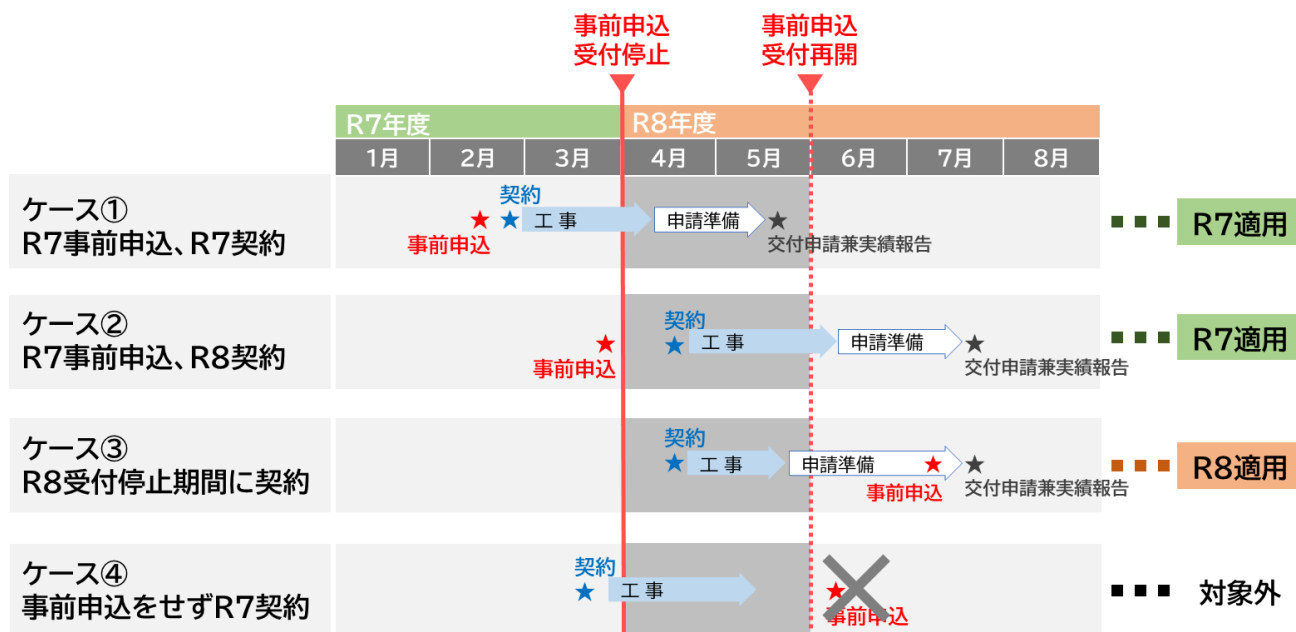 事前申込
受付停止
事前申込
受付再開
R7年度
R8年度
1月
2月
3月
4月
5月
6月
7月
8月
ケース①
R7事前申込、R7契約
契約
工 事
申請準備
事前申込
交付申請兼実績報告
R7適用
ケース②
R7事前申込、R8契約
契約
工 事
申請準備
事前申込
交付申請兼実績報告
R7適用
ケース③
R8受付停止期間に契約
契約
工 事
申請準備
事前申込
交付申請兼実績報告
R8適用
ケース④
事前申込をせずR7契約
契約
工 事
事前申込
対象外